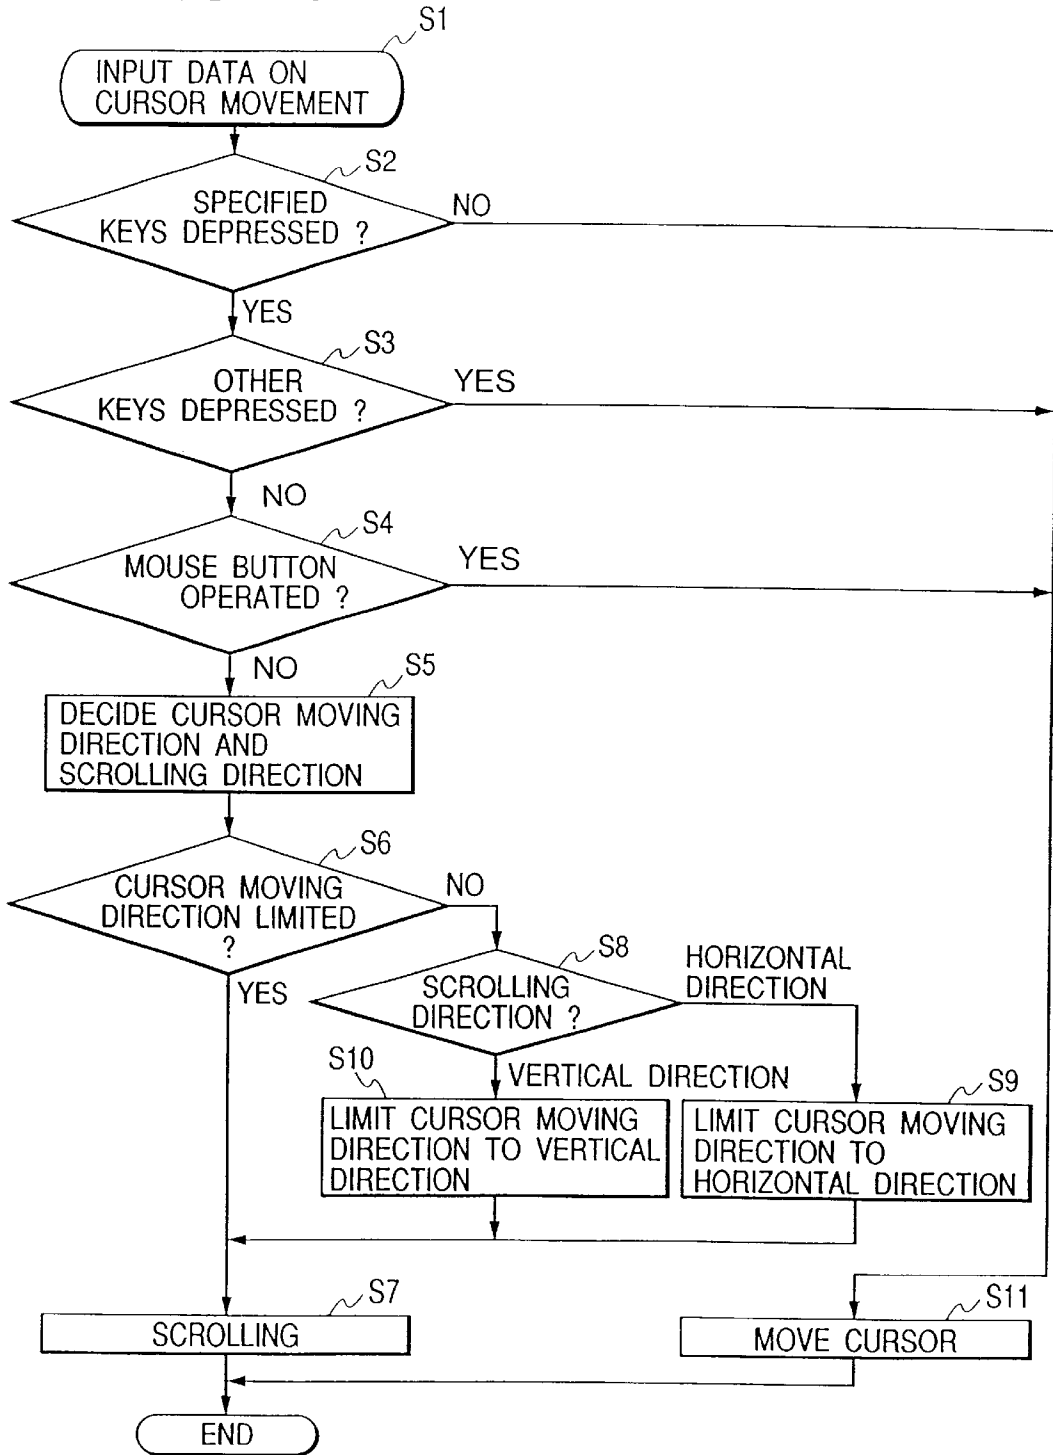 S1
INPUT DATA ON
CURSOR MOVEMENT
S2
SPECIFIED
KEYS DEPRESSED ?
NO
YES
S3
OTHER
KEYS DEPRESSED ?
YES
NO
S4
MOUSE BUTTON
OPERATED ?
YES
NO
S5
DECIDE CURSOR MOVING
DIRECTION AND
SCROLLING DIRECTION
S6
CURSOR MOVING
DIRECTION LIMITED
?
NO
YES
S8
SCROLLING
DIRECTION ?
HORIZONTAL
DIRECTION
S10
VERTICAL DIRECTION
LIMIT CURSOR MOVING
DIRECTION TO VERTICAL
DIRECTION
S9
LIMIT CURSOR MOVING
DIRECTION TO
HORIZONTAL DIRECTION
S7
SCROLLING
S11
MOVE CURSOR
END